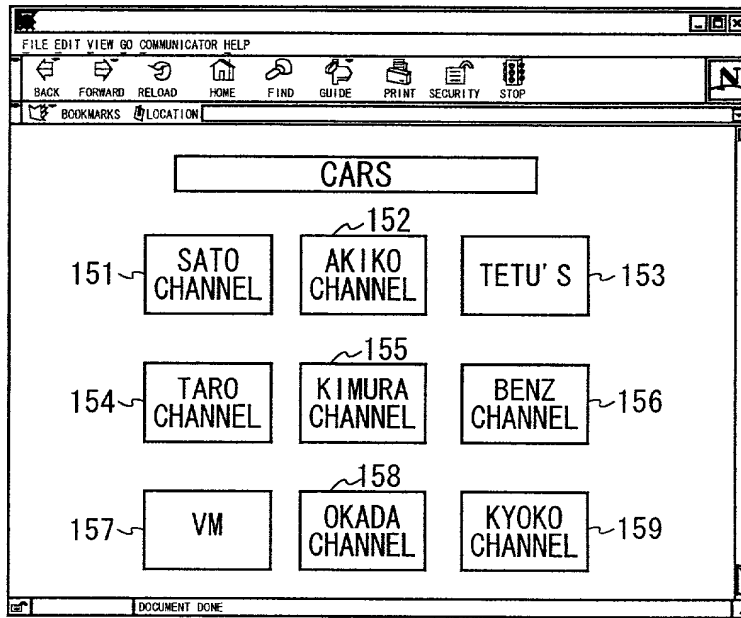 FILE EDIT VIEW GO COMMUNICATOR HELP
BACK FORWARD RELOAD HOME FIND GUIDE PRINT SECURITY STOP
N
BOOKMARKS LOCATION
CARS
152
151 SATO CHANNEL AKIKO CHANNEL TETU'S 153
155
154 TARO CHANNEL KIMURA CHANNEL BENZ CHANNEL 156
158
157 VM OKADA CHANNEL KYOKO CHANNEL 159
DOCUMENT DONE